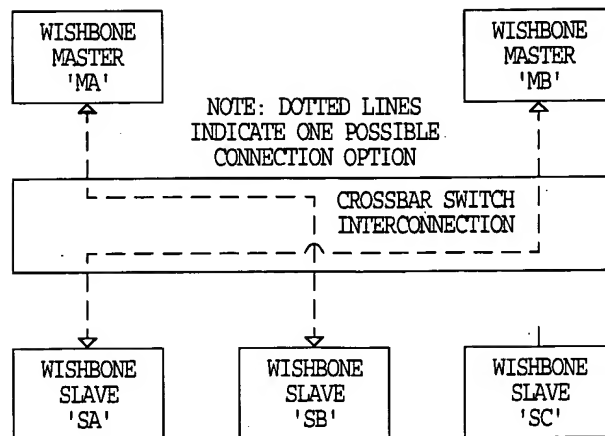 WISHBONE
MASTER
'MA'
WISHBONE
MASTER
'MB'
NOTE: DOTTED LINES
INDICATE ONE POSSIBLE
CONNECTION OPTION
CROSSBAR SWITCH
INTERCONNECTION
WISHBONE
SLAVE
'SA'
WISHBONE
SLAVE
'SB'
WISHBONE
SLAVE
'SC'